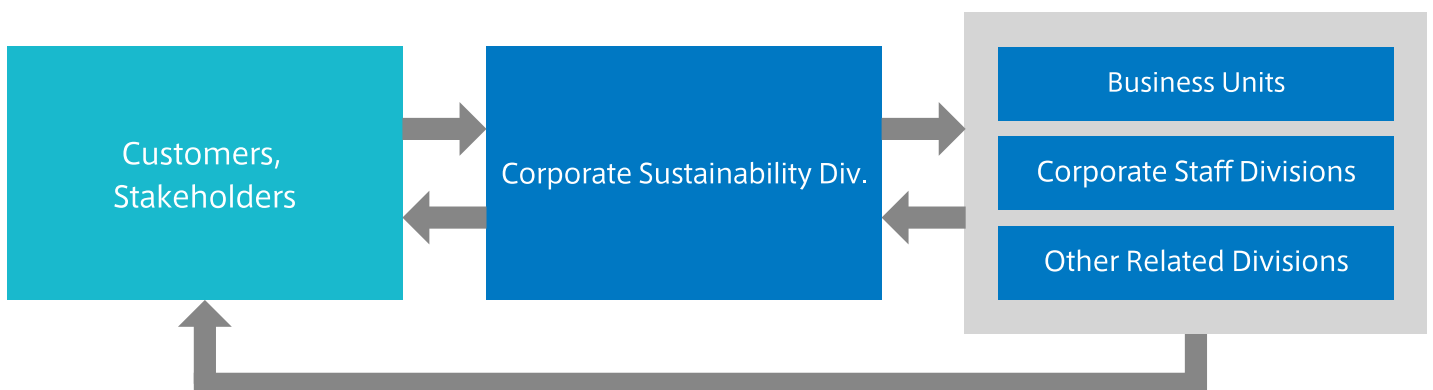 Customers,
Stakeholders
Corporate Sustainability Div.
Business Units
Corporate Staff Divisions
Other Related Divisions